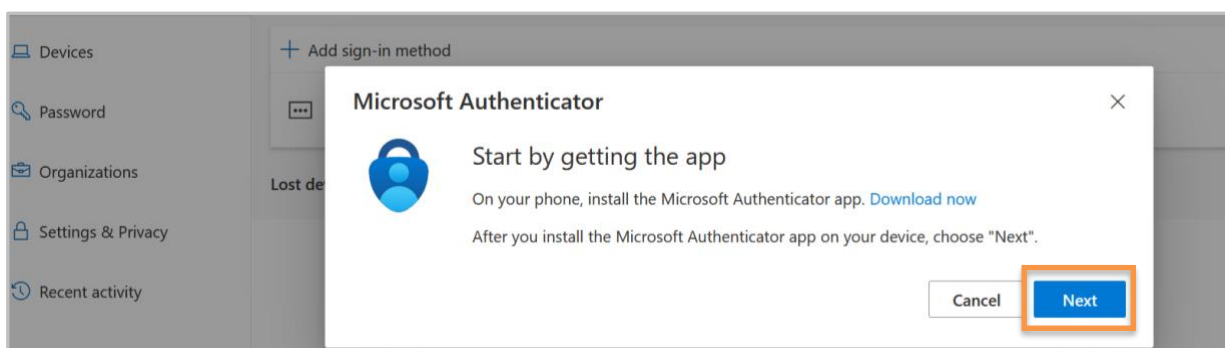 Devices
Password
Organizations
Settings & Privacy
Recent activity
Add sign-in method
Lost de
Microsoft Authenticator
Start by getting the app
On your phone, install the Microsoft Authenticator app. Download now
After you install the Microsoft Authenticator app on your device, choose "Next".
Cancel
Next